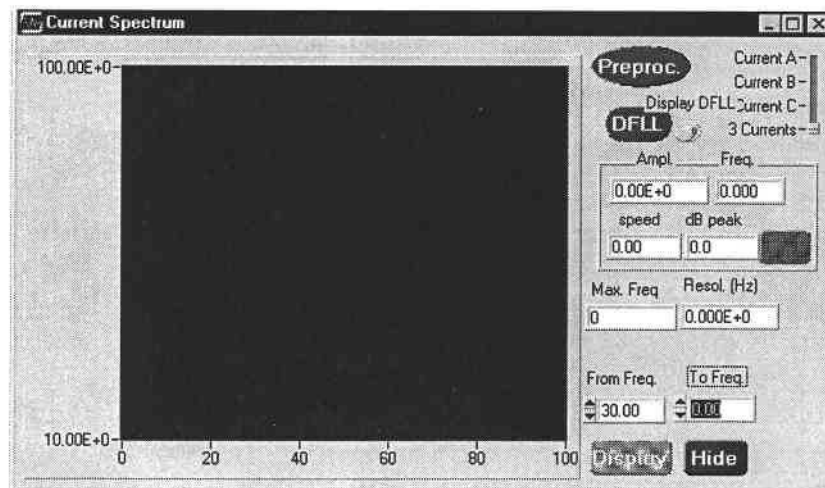 Current Spectrum
100.00E+0
10.00E+0
0 20 40 60 80 100
Preproc.
Current A
Current B
Display DFLL Current C
DFLL
3 Currents
Ampl. Freq.
0.00E+0 0.000
speed dB peak
0.00 0.0
Max. Freq Resol. (Hz)
0 0.000E+0
From Freq. To Freq.
30.00 0.00
Display Hide